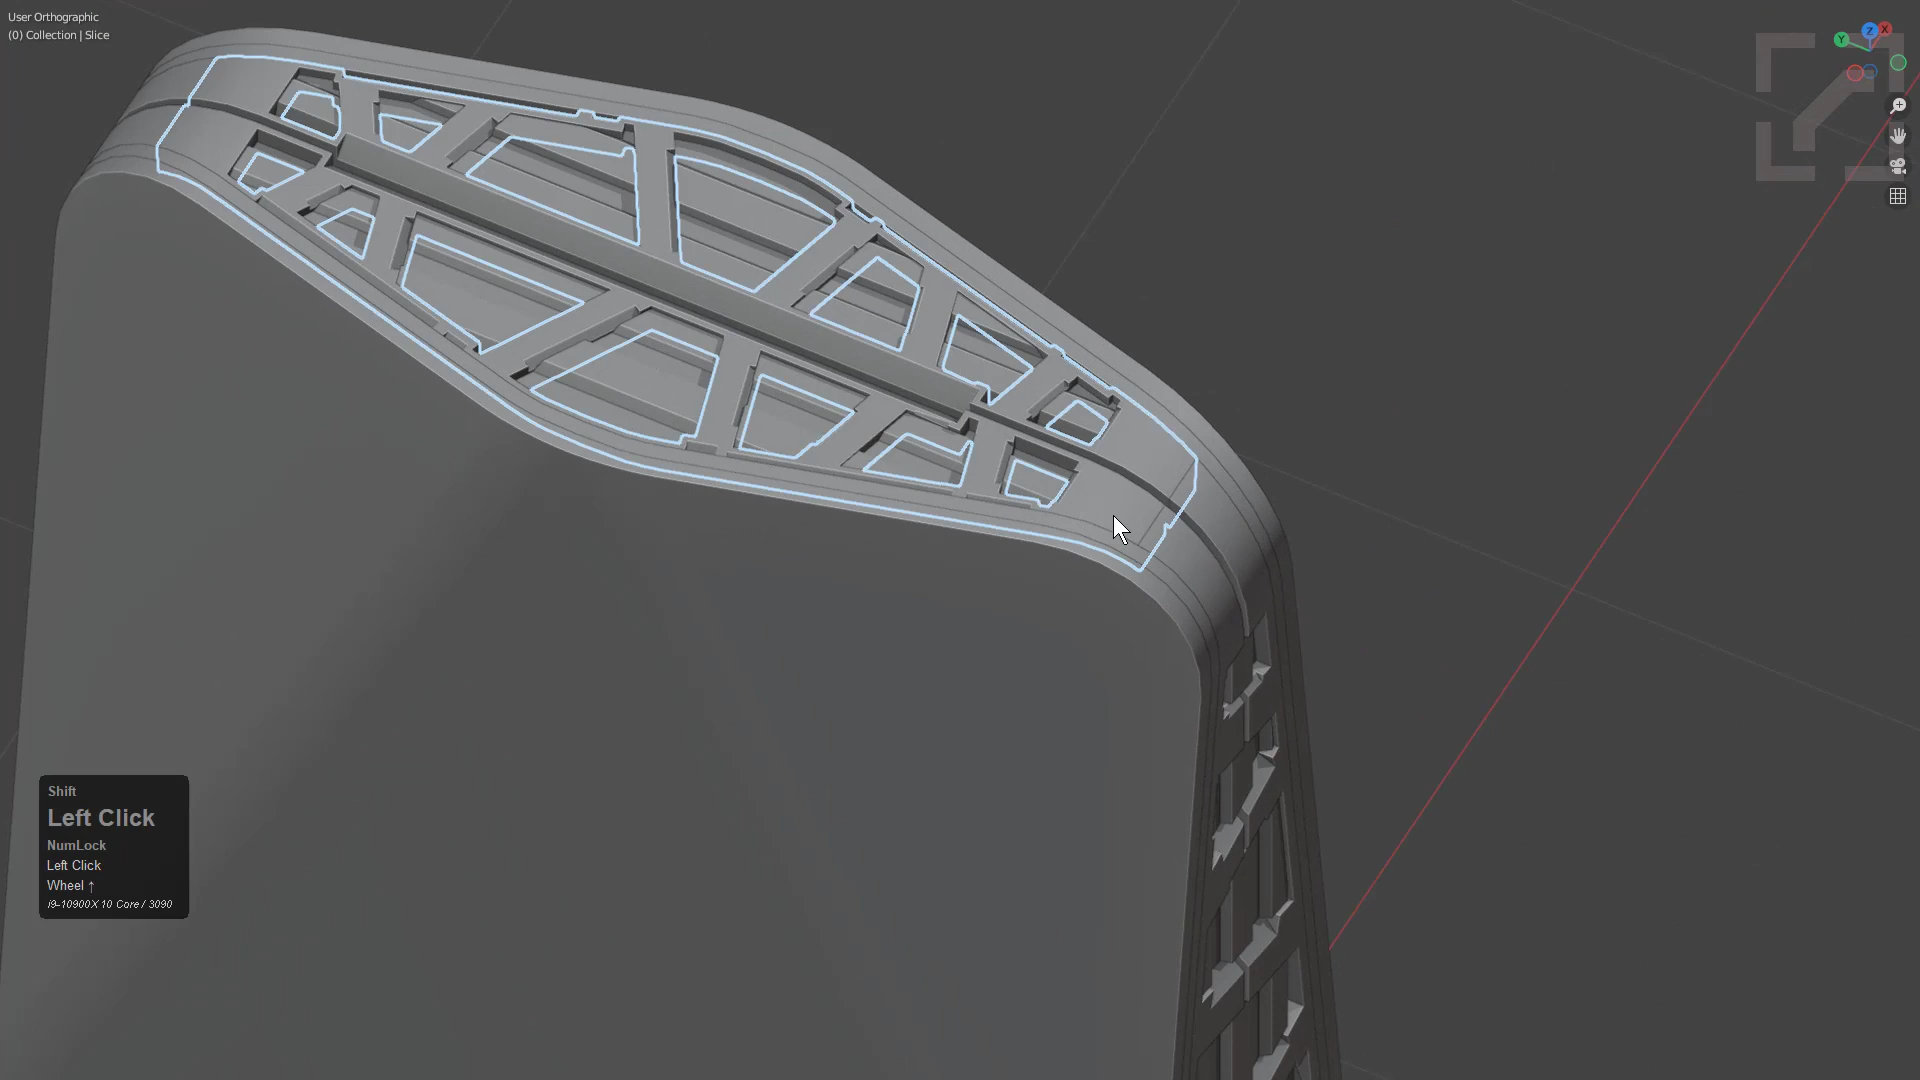 User Orthographic
(0) Collection | Slice
Z
X
Y
Shift
Left Click
NumLock
Left Click
Wheel ↑
i9-10900X 10 Core / 3090